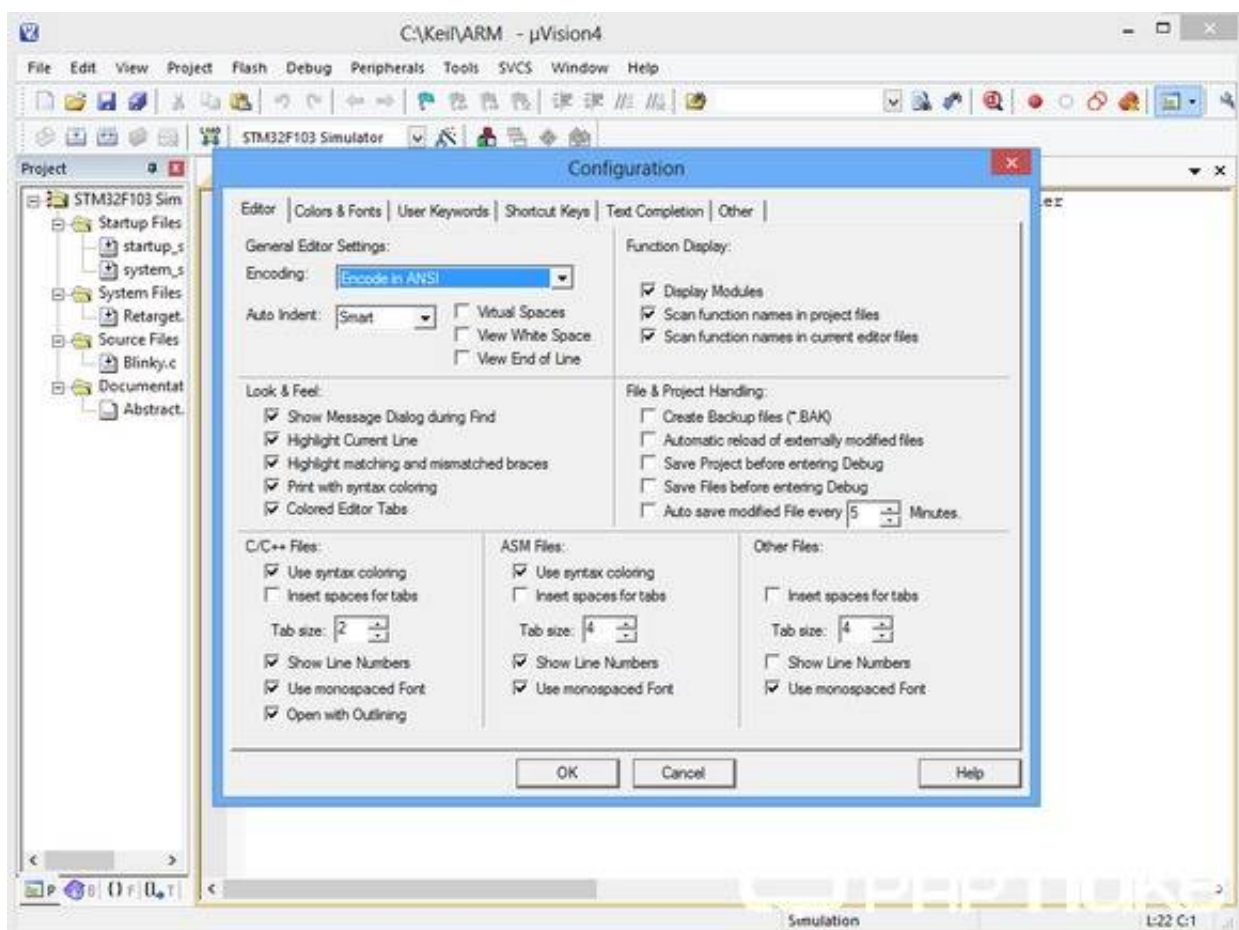 C:\Keil\ARM - µVision4
File Edit View Project Flash Debug Peripherals Tools SVCS Window Help
STM32F103 Simulator
Project
STM32F103 Sim
Startup Files
startup_s
system_s
System Files
Retarget.
Source Files
Blinky.c
Documentat
Abstract.
er
Configuration
Editor Colors & Fonts User Keywords Shortcut Keys Text Completion Other
General Editor Settings:
Encoding: Encode in ANSI
Auto Indent: Smart
Virtual Spaces
View White Space
View End of Line
Function Display:
Display Modules
Scan function names in project files
Scan function names in current editor files
Look & Feel:
Show Message Dialog during Find
Highlight Current Line
Highlight matching and mismatched braces
Print with syntax coloring
Colored Editor Tabs
File & Project Handling:
Create Backup files (*.BAK)
Automatic reload of externally modified files
Save Project before entering Debug
Save Files before entering Debug
Auto save modified File every 5 Minutes.
C/C++ Files:
Use syntax coloring
Insert spaces for tabs
Tab size: 2
Show Line Numbers
Use monospaced Font
Open with Outlining
ASM Files:
Use syntax coloring
Insert spaces for tabs
Tab size: 4
Show Line Numbers
Use monospaced Font
Other Files:
Insert spaces for tabs
Tab size: 4
Show Line Numbers
Use monospaced Font
OK Cancel Help
P B {} F 0 T
Simulation L:22 C:1